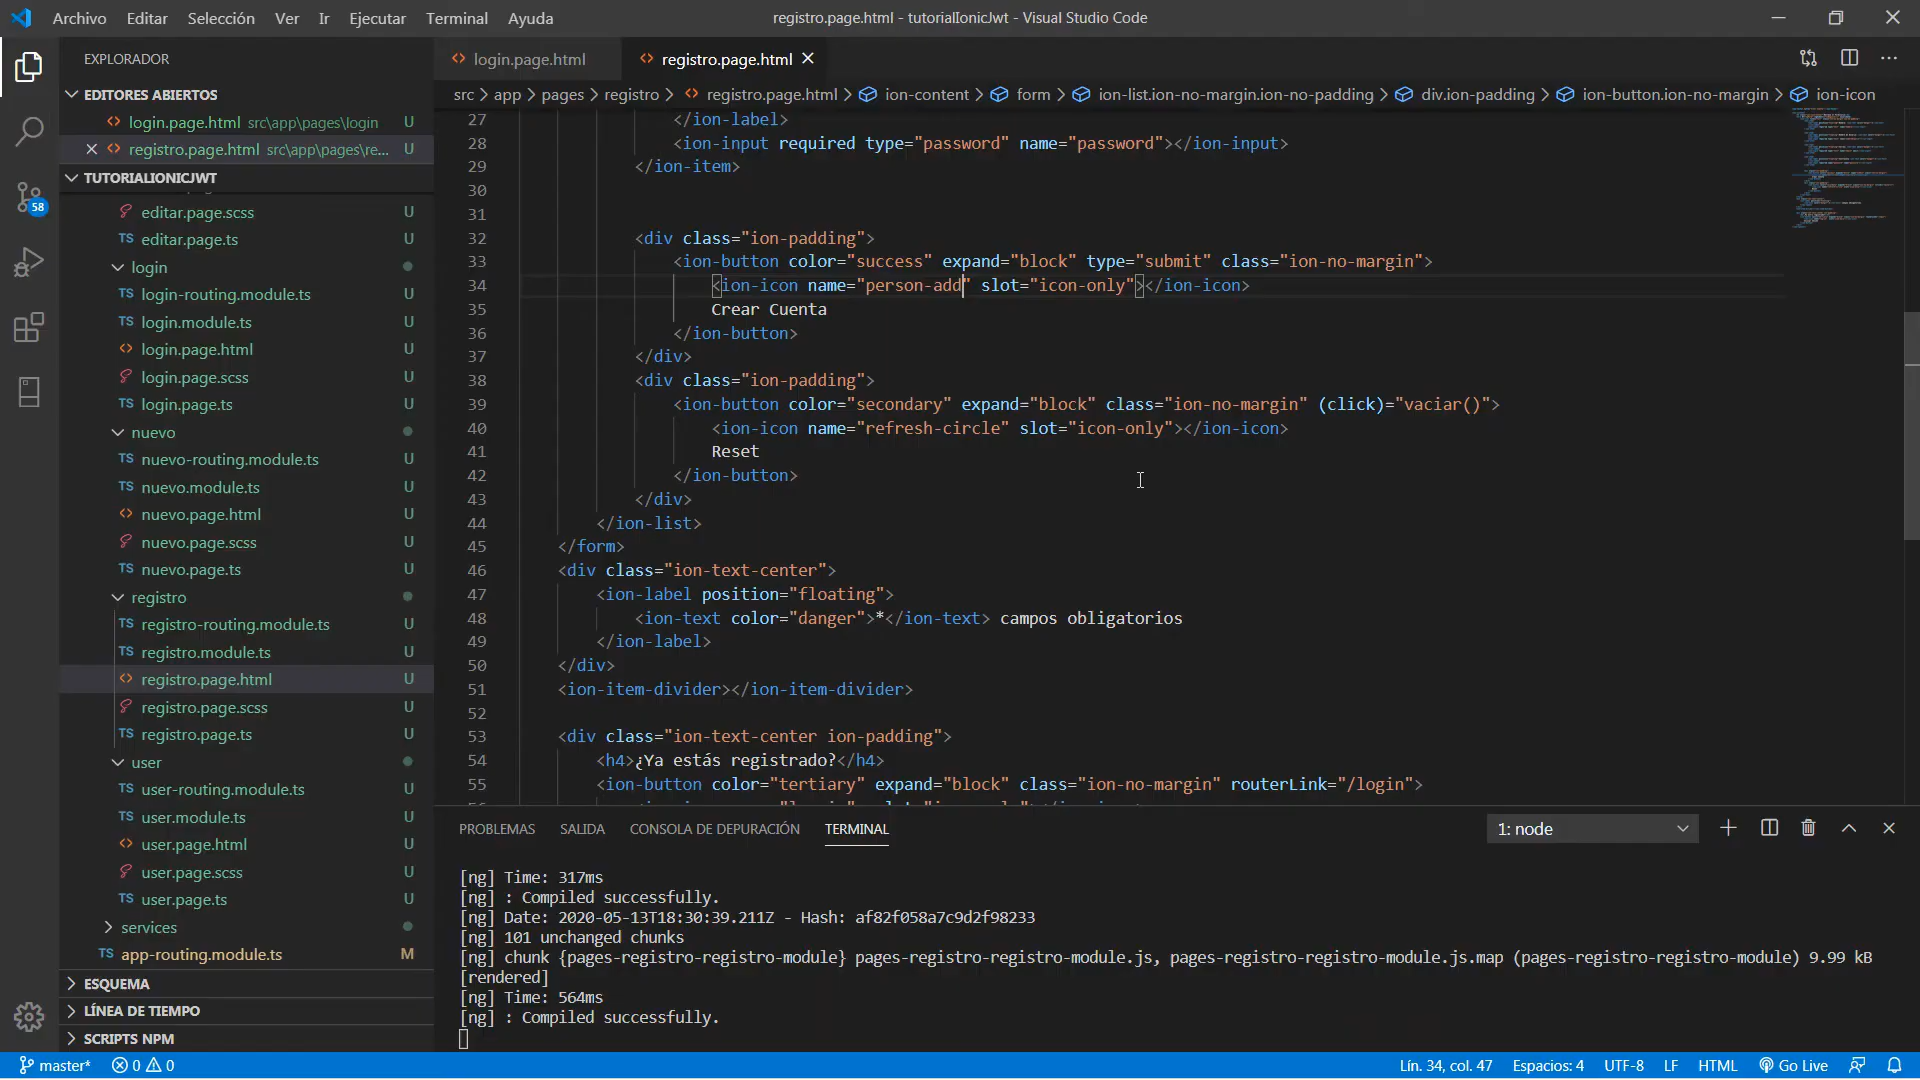 Archivo Editar Selección Ver Ir Ejecutar Terminal Ayuda
registro.page.html - tutorialIonicJwt - Visual Studio Code
EXPLORADOR
EDITORES ABIERTOS
login.page.html src\app\pages\login U
registro.page.html src\app\pages\re... U
TUTORIALIONICJWT
editar.page.scss U
editar.page.ts U
login
login-routing.module.ts U
login.module.ts U
login.page.html U
login.page.scss U
login.page.ts U
nuevo
nuevo-routing.module.ts U
nuevo.module.ts U
nuevo.page.html U
nuevo.page.scss U
nuevo.page.ts U
registro
registro-routing.module.ts U
registro.module.ts U
registro.page.html U
registro.page.scss U
registro.page.ts U
user
user-routing.module.ts U
user.module.ts U
user.page.html U
user.page.scss U
user.page.ts U
services
app-routing.module.ts M
ESQUEMA
LÍNEA DE TIEMPO
SCRIPTS NPM
58
login.page.html
registro.page.html
src > app > pages > registro > registro.page.html > ion-content > form > ion-list.ion-no-margin.ion-no-padding > div.ion-padding > ion-button.ion-no-margin > ion-icon
27 </ion-label>
28 <ion-input required type="password" name="password"></ion-input>
29 </ion-item>
30
31
32 <div class="ion-padding">
33 <ion-button color="success" expand="block" type="submit" class="ion-no-margin">
34 <ion-icon name="person-add" slot="icon-only"></ion-icon>
35 Crear Cuenta
36 </ion-button>
37 </div>
38 <div class="ion-padding">
39 <ion-button color="secondary" expand="block" class="ion-no-margin" (click)="vaciar()">
40 <ion-icon name="refresh-circle" slot="icon-only"></ion-icon>
41 Reset
42 </ion-button>
43 </div>
44 </ion-list>
45 </form>
46 <div class="ion-text-center">
47 <ion-label position="floating">
48 <ion-text color="danger">*</ion-text> campos obligatorios
49 </ion-label>
50 </div>
51 <ion-item-divider></ion-item-divider>
52
53 <div class="ion-text-center ion-padding">
54 <h4>¿Ya estás registrado?</h4>
55 <ion-button color="tertiary" expand="block" class="ion-no-margin" routerLink="/login">
PROBLEMAS SALIDA CONSOLA DE DEPURACIÓN TERMINAL
1: node
[ng] Time: 317ms
[ng] : Compiled successfully.
[ng] Date: 2020-05-13T18:30:39.211Z - Hash: af82f058a7c9d2f98233
[ng] 101 unchanged chunks
[ng] chunk {pages-registro-registro-module} pages-registro-registro-module.js, pages-registro-registro-module.js.map (pages-registro-registro-module) 9.99 kB
[rendered]
[ng] Time: 564ms
[ng] : Compiled successfully.
master* 0 0
Lín. 34, col. 47 Espacios: 4 UTF-8 LF HTML Go Live